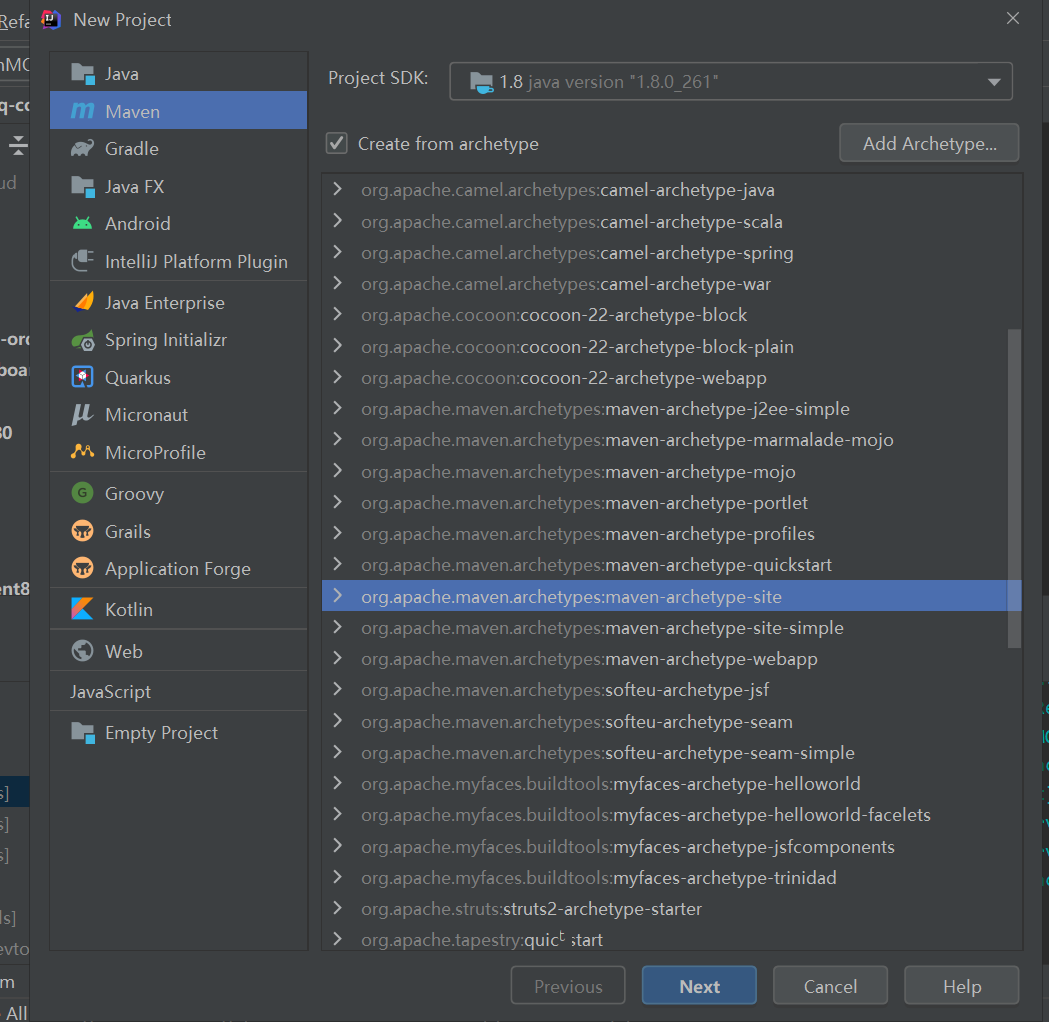 New Project
Java
Maven
Gradle
Java FX
Android
IntelliJ Platform Plugin
Java Enterprise
Spring Initializr
Quarkus
Micronaut
MicroProfile
Groovy
Grails
Application Forge
Kotlin
Web
JavaScript
Empty Project
Project SDK:
1.8 java version "1.8.0_261"
Create from archetype
Add Archetype...
org.apache.camel.archetypes:camel-archetype-java
org.apache.camel.archetypes:camel-archetype-scala
org.apache.camel.archetypes:camel-archetype-spring
org.apache.camel.archetypes:camel-archetype-war
org.apache.cocoon:cocoon-22-archetype-block
org.apache.cocoon:cocoon-22-archetype-block-plain
org.apache.cocoon:cocoon-22-archetype-webapp
org.apache.maven.archetypes:maven-archetype-j2ee-simple
org.apache.maven.archetypes:maven-archetype-marmalade-mojo
org.apache.maven.archetypes:maven-archetype-mojo
org.apache.maven.archetypes:maven-archetype-portlet
org.apache.maven.archetypes:maven-archetype-profiles
org.apache.maven.archetypes:maven-archetype-quickstart
org.apache.maven.archetypes:maven-archetype-site
org.apache.maven.archetypes:maven-archetype-site-simple
org.apache.maven.archetypes:maven-archetype-webapp
org.apache.maven.archetypes:softeu-archetype-jsf
org.apache.maven.archetypes:softeu-archetype-seam
org.apache.maven.archetypes:softeu-archetype-seam-simple
org.apache.myfaces.buildtools:myfaces-archetype-helloworld
org.apache.myfaces.buildtools:myfaces-archetype-helloworld-facelets
org.apache.myfaces.buildtools:myfaces-archetype-jsfcomponents
org.apache.myfaces.buildtools:myfaces-archetype-trinidad
org.apache.struts:struts2-archetype-starter
org.apache.tapestry:
Previous
Next
Cancel
Help